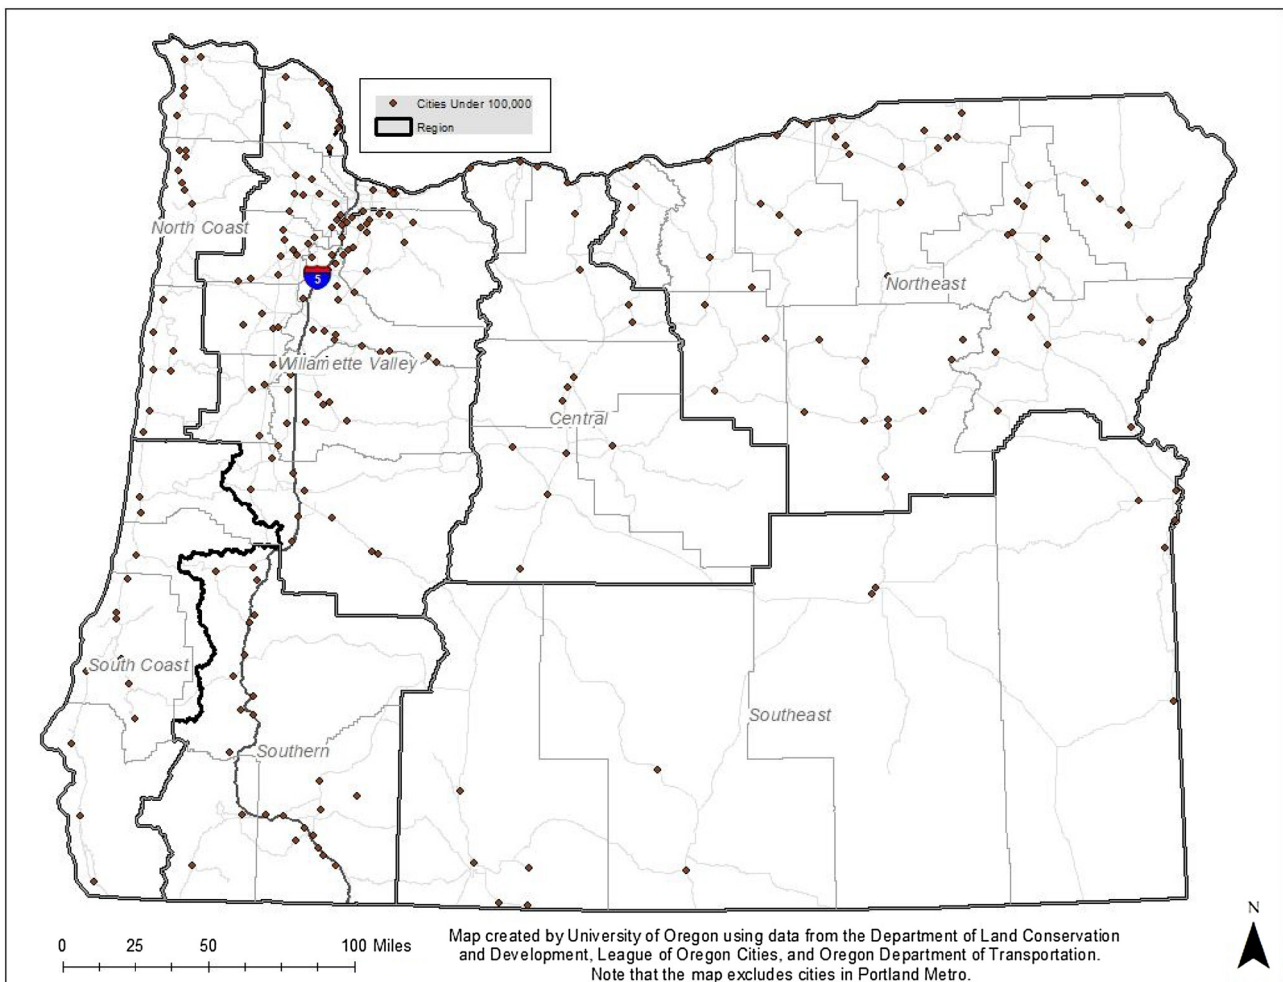 Cities Under 100,000
Region
North Coast
5
Northeast
Willamette Valley
Central
South Coast
Southeast
Southern
0 25 50 100 Miles
Map created by University of Oregon using data from the Department of Land Conservation
and Development, League of Oregon Cities, and Oregon Department of Transportation.
Note that the map excludes cities in Portland Metro.
N